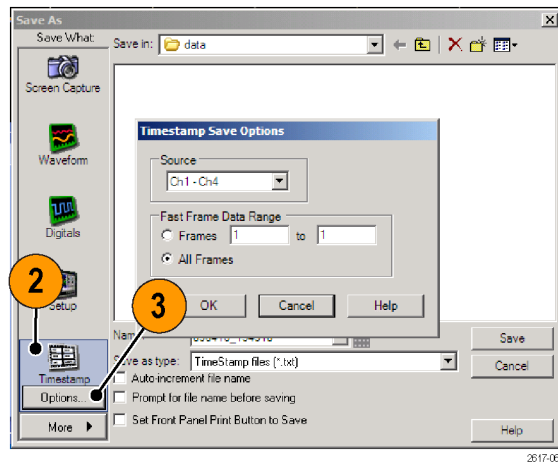 Save As
Save What:
Save in: data
Screen Capture
Waveform
Digitals
Setup
Timestamp
Options...
More
Timestamp Save Options
Source
Ch1 - Ch4
Fast Frame Data Range
Frames 1 to 1
All Frames
OK Cancel Help
2
3
Save
Save as type: TimeStamp files (*.txt)
Cancel
Auto-increment file name
Prompt for file name before saving
Set Front Panel Print Button to Save
Help